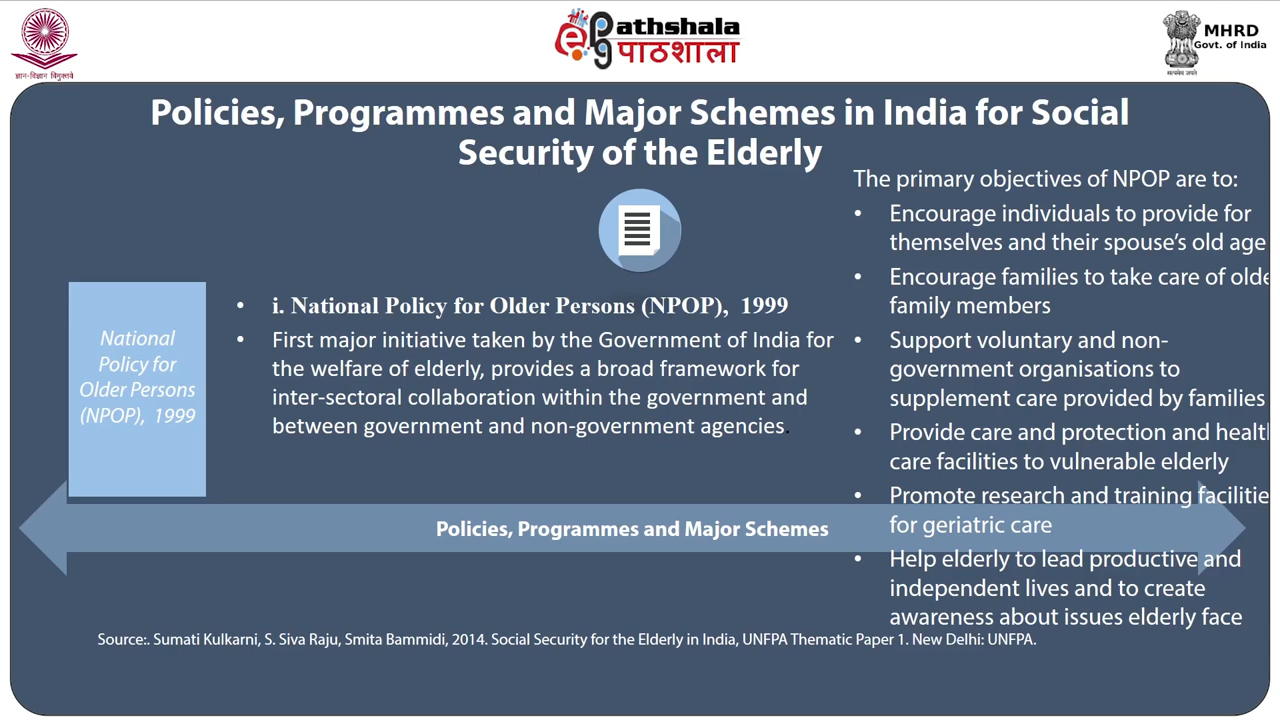 ज्ञान-विज्ञान विमुक्तये
ePathshala
पाठशाला
MHRD
Govt. of India
सत्यमेव जयते
Policies, Programmes and Major Schemes in India for Social
Security of the Elderly
National
Policy for
Older Persons
(NPOP), 1999
• i. National Policy for Older Persons (NPOP), 1999
• First major initiative taken by the Government of India for
the welfare of elderly, provides a broad framework for
inter-sectoral collaboration within the government and
between government and non-government agencies.
The primary objectives of NPOP are to:
• Encourage individuals to provide for
themselves and their spouse's old age
• Encourage families to take care of olde
family members
• Support voluntary and non-
government organisations to
supplement care provided by families
• Provide care and protection and healt
care facilities to vulnerable elderly
• Promote research and training facilitie
for geriatric care
• Help elderly to lead productive and
independent lives and to create
awareness about issues elderly face
Policies, Programmes and Major Schemes
Source:. Sumati Kulkarni, S. Siva Raju, Smita Bammidi, 2014. Social Security for the Elderly in India, UNFPA Thematic Paper 1. New Delhi: UNFPA.